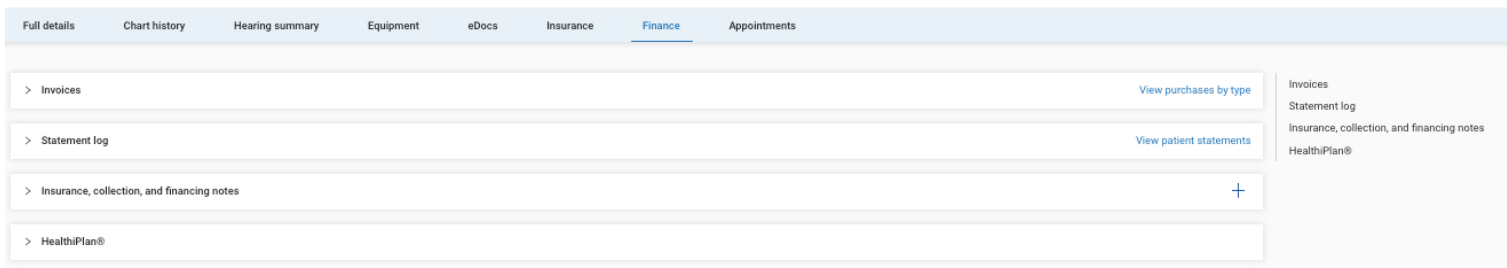 Full details Chart history Hearing summary Equipment eDocs Insurance Finance Appointments
Invoices View purchases by type
Statement log View patient statements
Insurance, collection, and financing notes
HealthiPlan®
Invoices
Statement log
Insurance, collection, and financing notes
HealthiPlan®